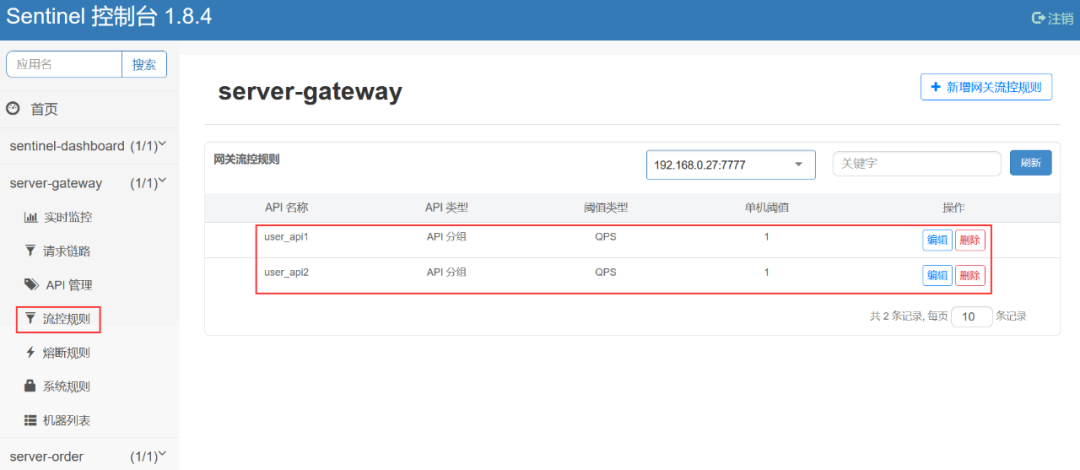 Sentinel 控制台 1.8.4
注销
应用名 搜索
首页
sentinel-dashboard (1/1)
server-gateway (1/1)
实时监控
请求链路
API 管理
流控规则
熔断规则
系统规则
机器列表
server-order (1/1)
server-gateway
+ 新增网关流控规则
网关流控规则 192.168.0.27:7777 关键字 刷新
API 名称 API 类型 阈值类型 单机阈值 操作
user_api1 API 分组 QPS 1 编辑 删除
user_api2 API 分组 QPS 1 编辑 删除
共 2 条记录, 每页 10 条记录